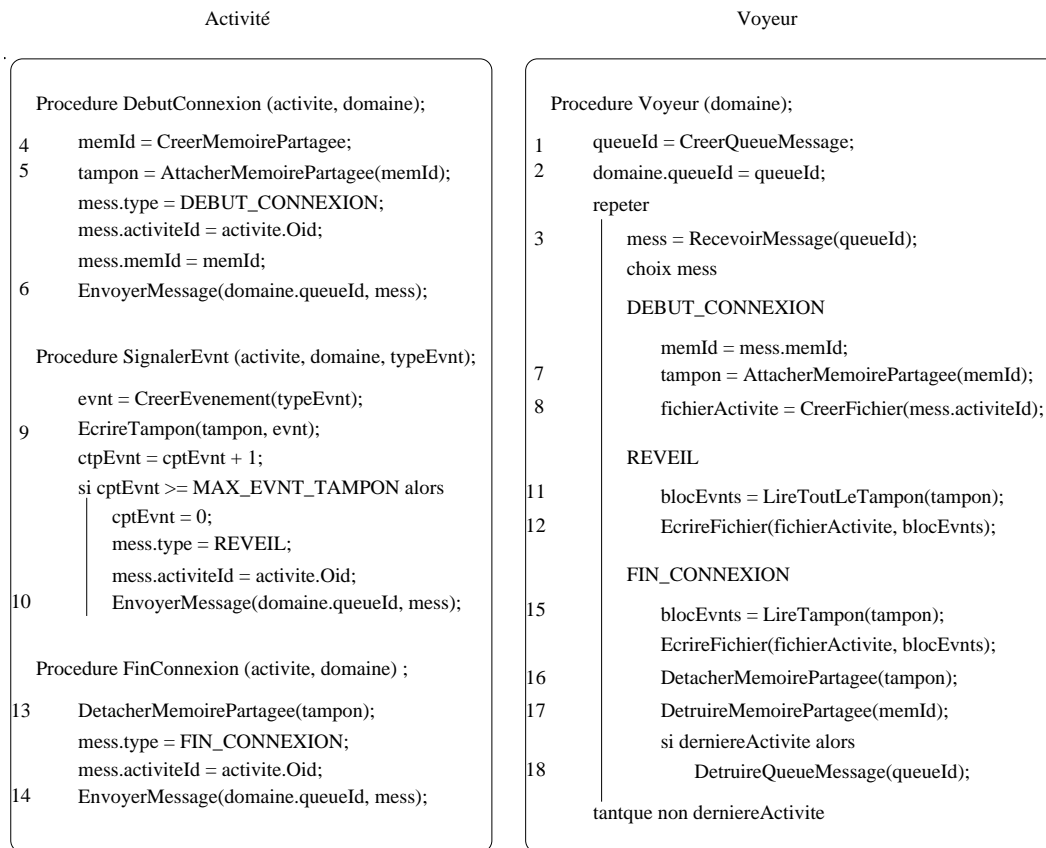 Activité
Procedure DebutConnexion (activite, domaine);
4 memId = CreerMemoirePartagee;
5 tampon = AttacherMemoirePartagee(memId);
mess.type = DEBUT_CONNEXION;
mess.activiteId = activite.Oid;
mess.memId = memId;
6 EnvoyerMessage(domaine.queueId, mess);
Procedure SignalerEvnt (activite, domaine, typeEvnt);
evnt = CreerEvenement(typeEvnt);
9 EcrireTampon(tampon, evnt);
ctpEvnt = cptEvnt + 1;
si cptEvnt >= MAX_EVNT_TAMPON alors
cptEvnt = 0;
mess.type = REVEIL;
mess.activiteId = activite.Oid;
10 EnvoyerMessage(domaine.queueId, mess);
Procedure FinConnexion (activite, domaine) ;
13 DetacherMemoirePartagee(tampon);
mess.type = FIN_CONNEXION;
mess.activiteId = activite.Oid;
14 EnvoyerMessage(domaine.queueId, mess);
Voyeur
Procedure Voyeur (domaine);
1 queueId = CreerQueueMessage;
2 domaine.queueId = queueId;
repeter
3 mess = RecevoirMessage(queueId);
choix mess
DEBUT_CONNEXION
memId = mess.memId;
7 tampon = AttacherMemoirePartagee(memId);
8 fichierActivite = CreerFichier(mess.activiteId);
REVEIL
11 blocEvnts = LireToutLeTampon(tampon);
12 EcrireFichier(fichierActivite, blocEvnts);
FIN_CONNEXION
15 blocEvnts = LireTampon(tampon);
EcrireFichier(fichierActivite, blocEvnts);
16 DetacherMemoirePartagee(tampon);
17 DetruireMemoirePartagee(memId);
si derniereActivite alors
18 DetruireQueueMessage(queueId);
tantque non derniereActivite